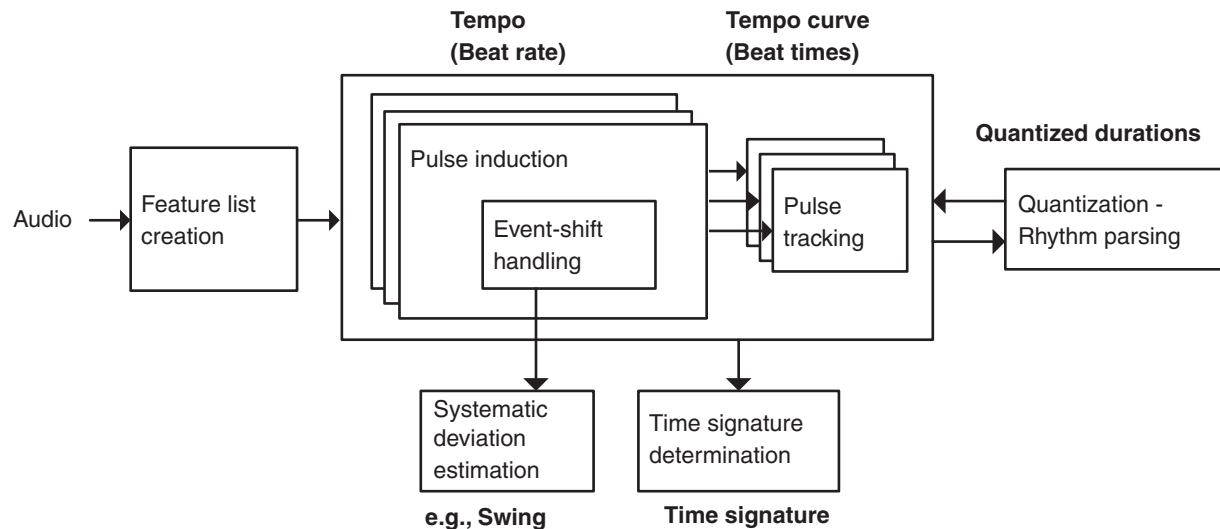 Tempo
(Beat rate)
Tempo curve
(Beat times)
Quantized durations
Audio
Feature list
creation
Pulse induction
Event-shift
handling
Pulse
tracking
Quantization -
Rhythm parsing
Systematic
deviation
estimation
e.g., Swing
Time signature
determination
Time signature